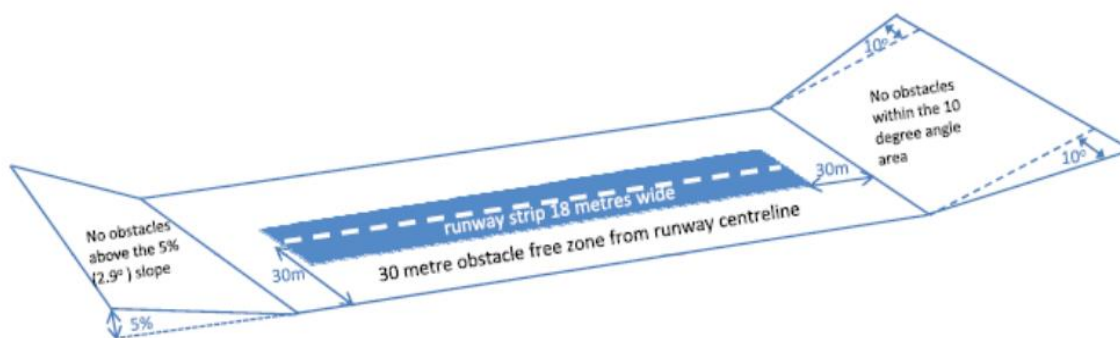 10°
No obstacles
within the 10
degree angle
area
10°
30m
runway strip 18 metres wide
30 metre obstacle free zone from runway centreline
30m
No obstacles
above the 5%
(2.9°) slope
5%